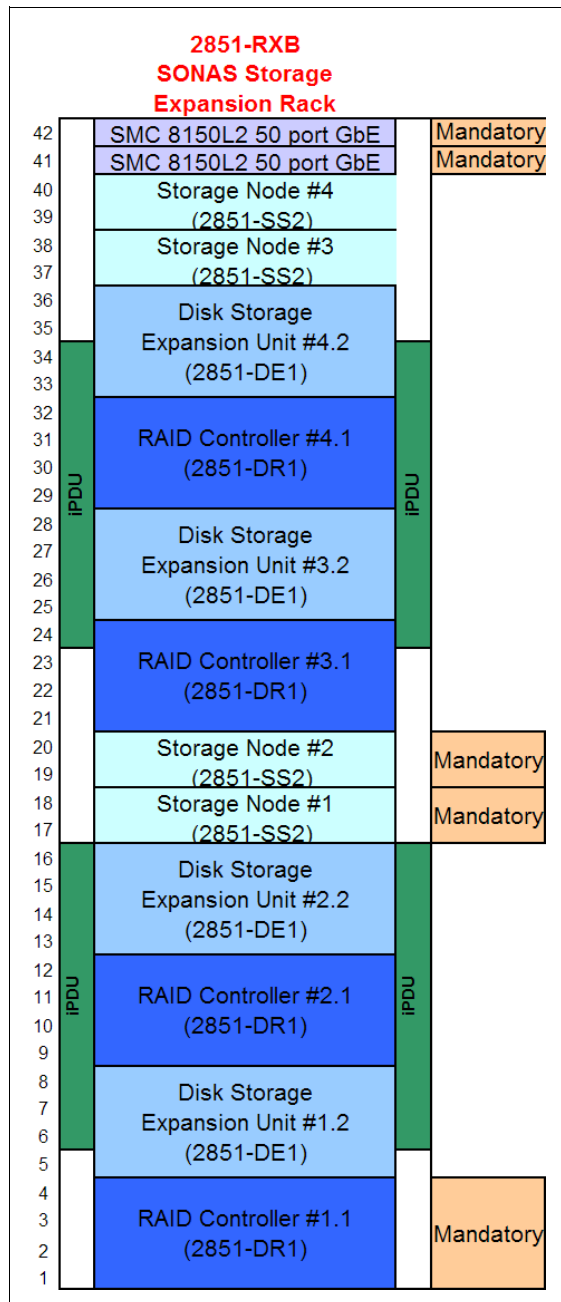 2851-RXB
SONAS Storage
Expansion Rack
42 SMC 8150L2 50 port GbE Mandatory
41 SMC 8150L2 50 port GbE Mandatory
40 Storage Node #4
39 (2851-SS2)
38 Storage Node #3
37 (2851-SS2)
36
Disk Storage
35
Expansion Unit #4.2
34
(2851-DE1)
33
32
31 RAID Controller #4.1
30 (2851-DR1)
29
iPDU
iPDU
28
Disk Storage
27
Expansion Unit #3.2
26
(2851-DE1)
25
24
23 RAID Controller #3.1
22 (2851-DR1)
21
20 Storage Node #2
Mandatory
19 (2851-SS2)
18 Storage Node #1
Mandatory
17 (2851-SS2)
16
Disk Storage
15
Expansion Unit #2.2
14
(2851-DE1)
13
12
11 RAID Controller #2.1
10 (2851-DR1)
9
iPDU
iPDU
8
Disk Storage
7
Expansion Unit #1.2
6
(2851-DE1)
5
4
3 RAID Controller #1.1
Mandatory
2 (2851-DR1)
1